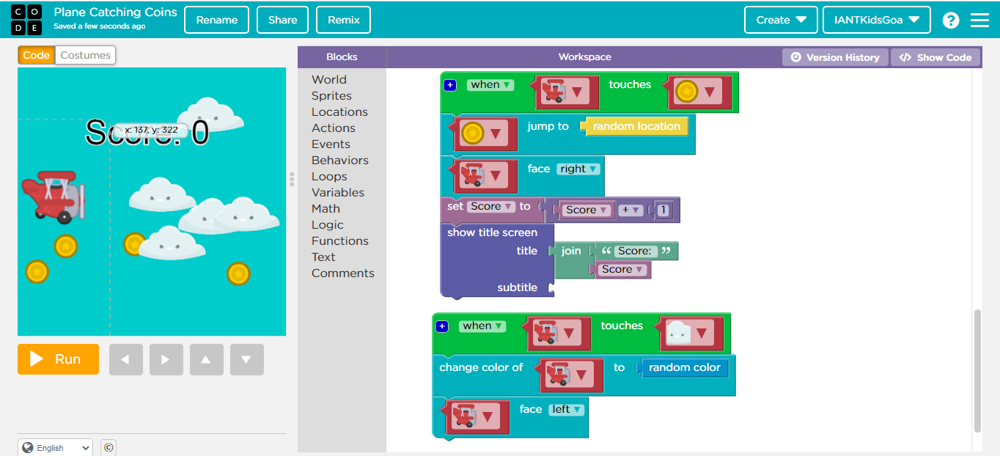 C O
D E
Plane Catching Coins
Saved a few seconds ago
Rename
Share
Remix
Create
IANTKidsGoa
?
Code
Costumes
Score: 0
x: 137, y: 322
Run
English
©
Blocks
World
Sprites
Locations
Actions
Events
Behaviors
Loops
Variables
Math
Logic
Functions
Text
Comments
Workspace
Version History
</> Show Code
+ when touches
jump to random location
face right
set Score to Score + 1
show title screen
title join “ Score: ”
Score
subtitle
+ when touches
change color of to random color
face left